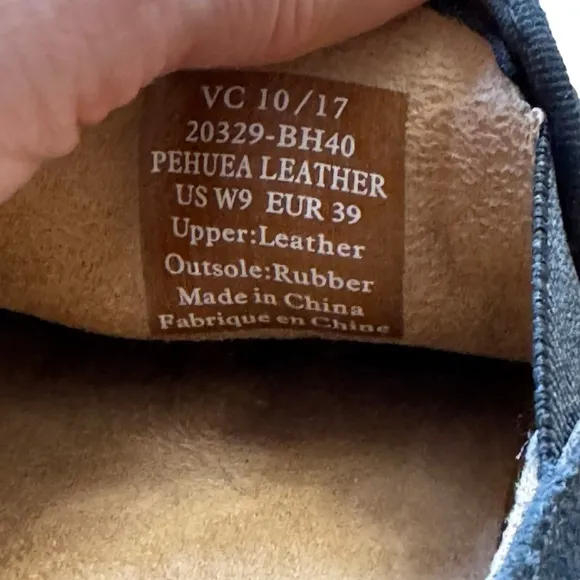 VC 10/17
20329-BH40
PEHUEA LEATHER
US W9 EUR 39
Upper:Leather
Outsole:Rubber
Made in China
Fabrique en Chine